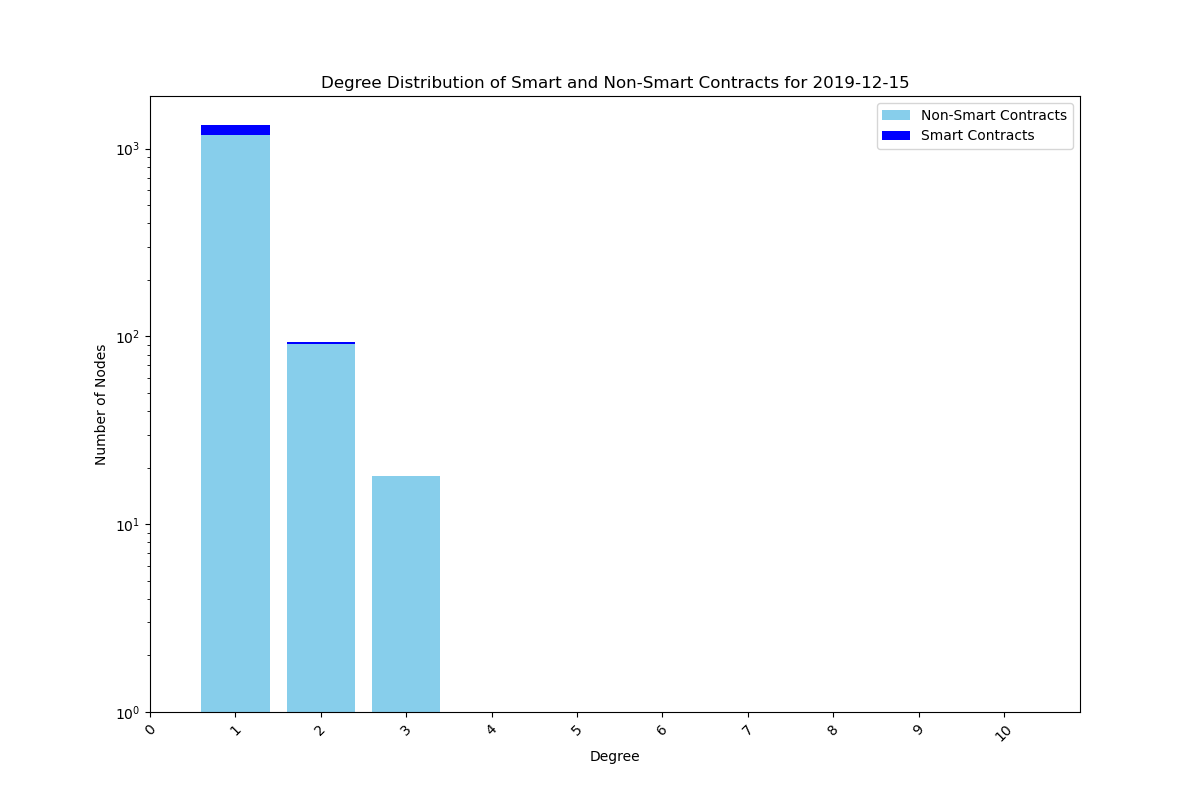 Degree Distribution of Smart and Non-Smart Contracts for 2019-12-15
Non-Smart Contracts
Smart Contracts
Number of Nodes
10³
10²
10¹
10⁰
0 1 2 3 4 5 6 7 8 9 10
Degree